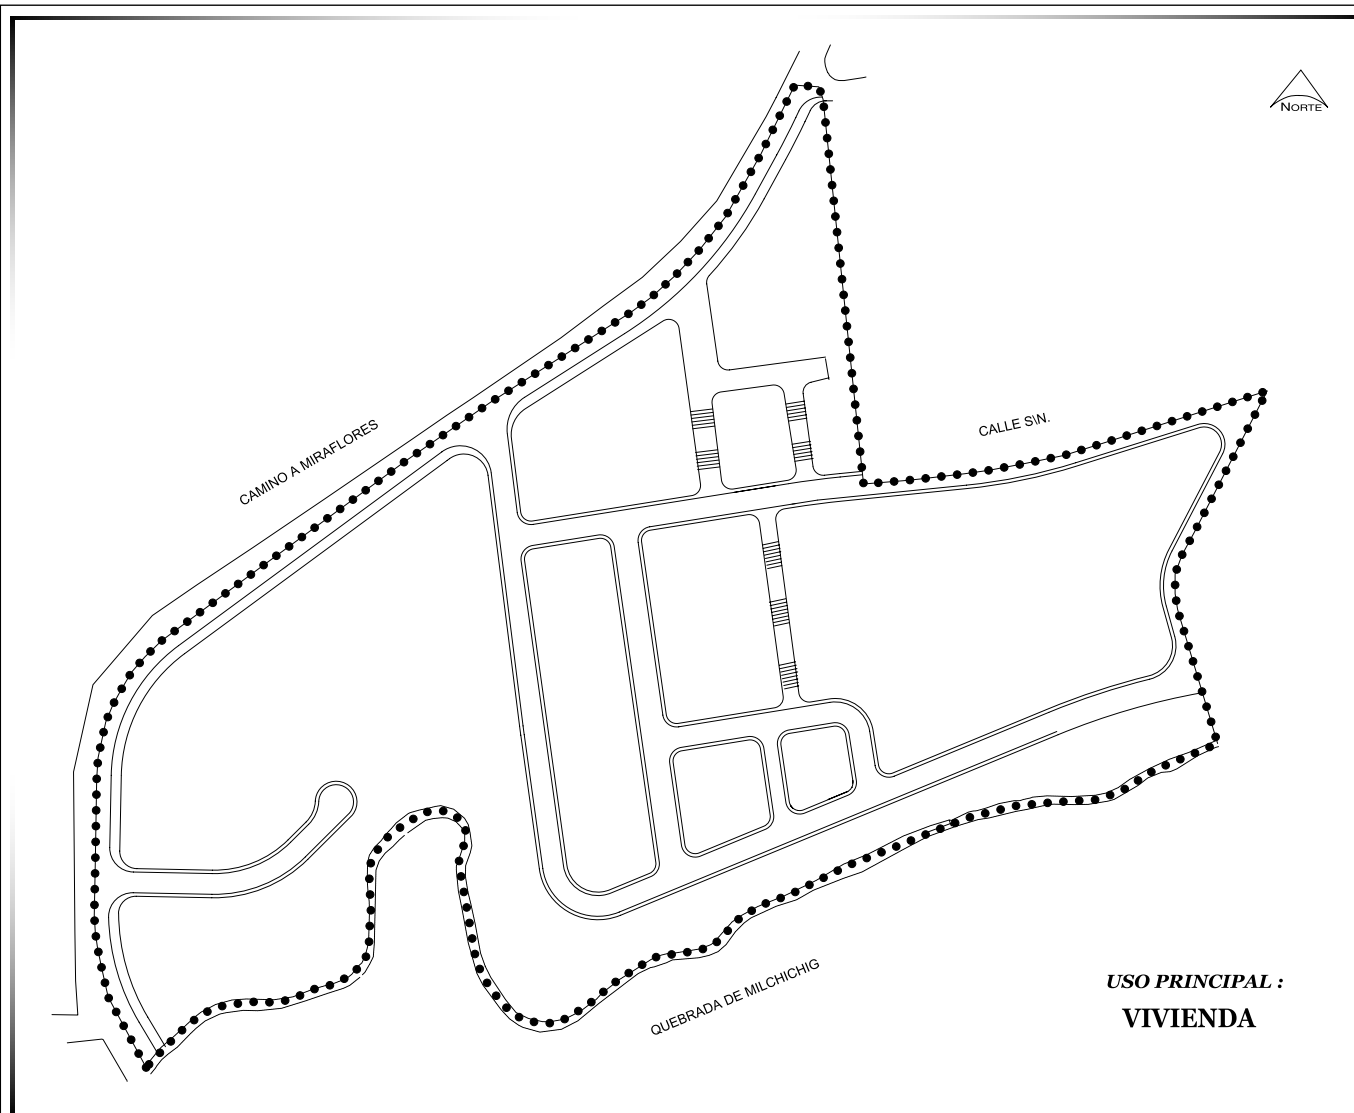 NORTE
CAMINO A MIRAFLORES
CALLE S\N.
QUEBRADA DE MILCHICHIG
USO PRINCIPAL :
VIVIENDA